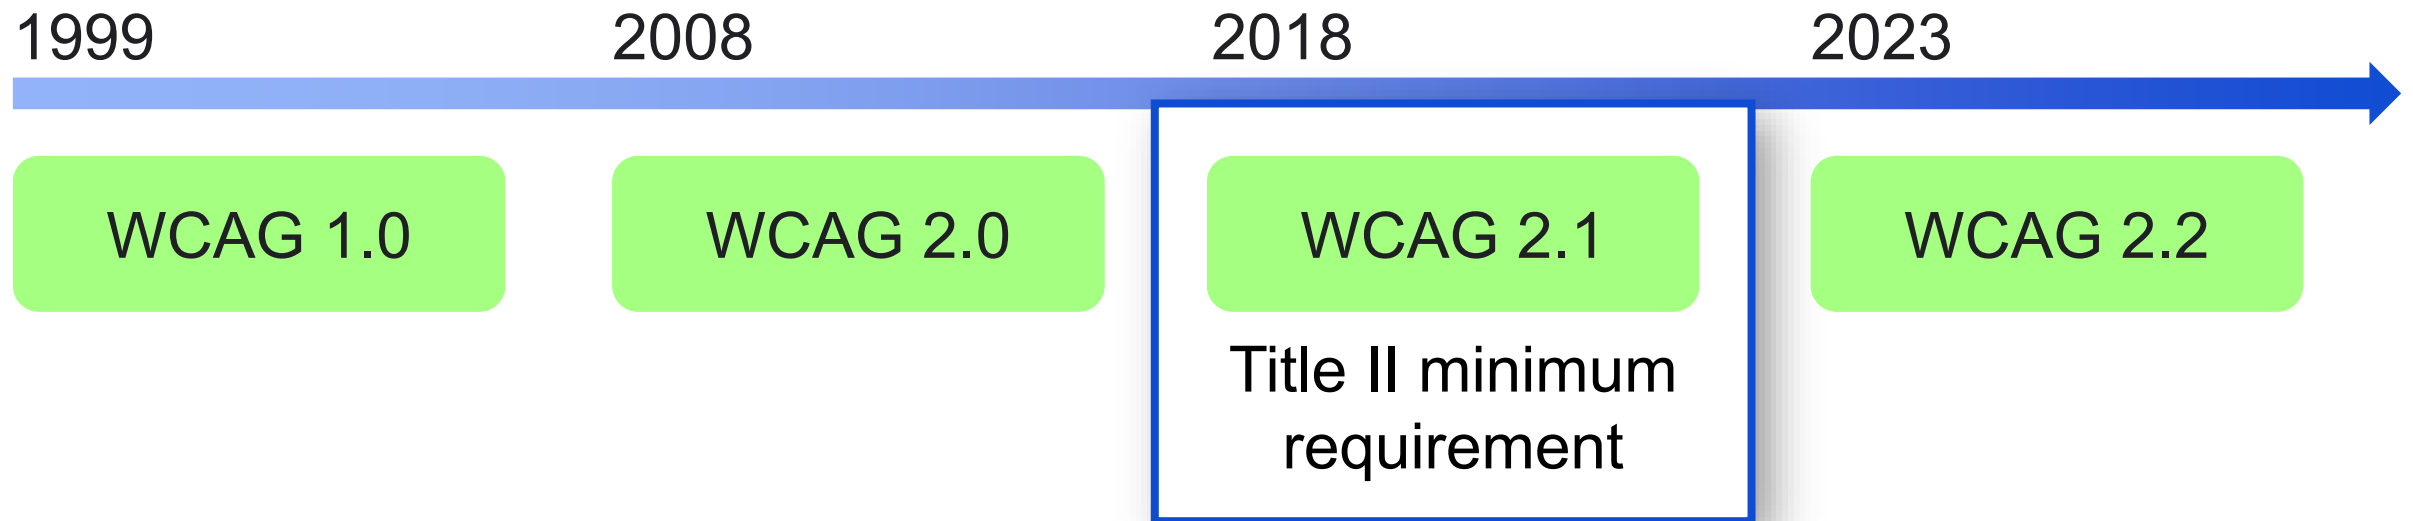 1999
2008
2018
2023
WCAG 1.0
WCAG 2.0
WCAG 2.1
WCAG 2.2
Title II minimum
requirement